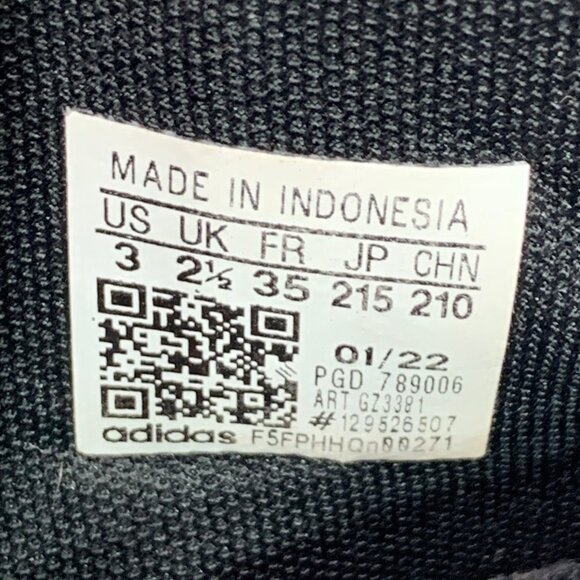 MADE IN INDONESIA
US UK FR JP CHN
3 2½ 35 215 210
01/22
PGD 789006
ART GZ3381
# 129526507
adidas F5FPHHQn00271